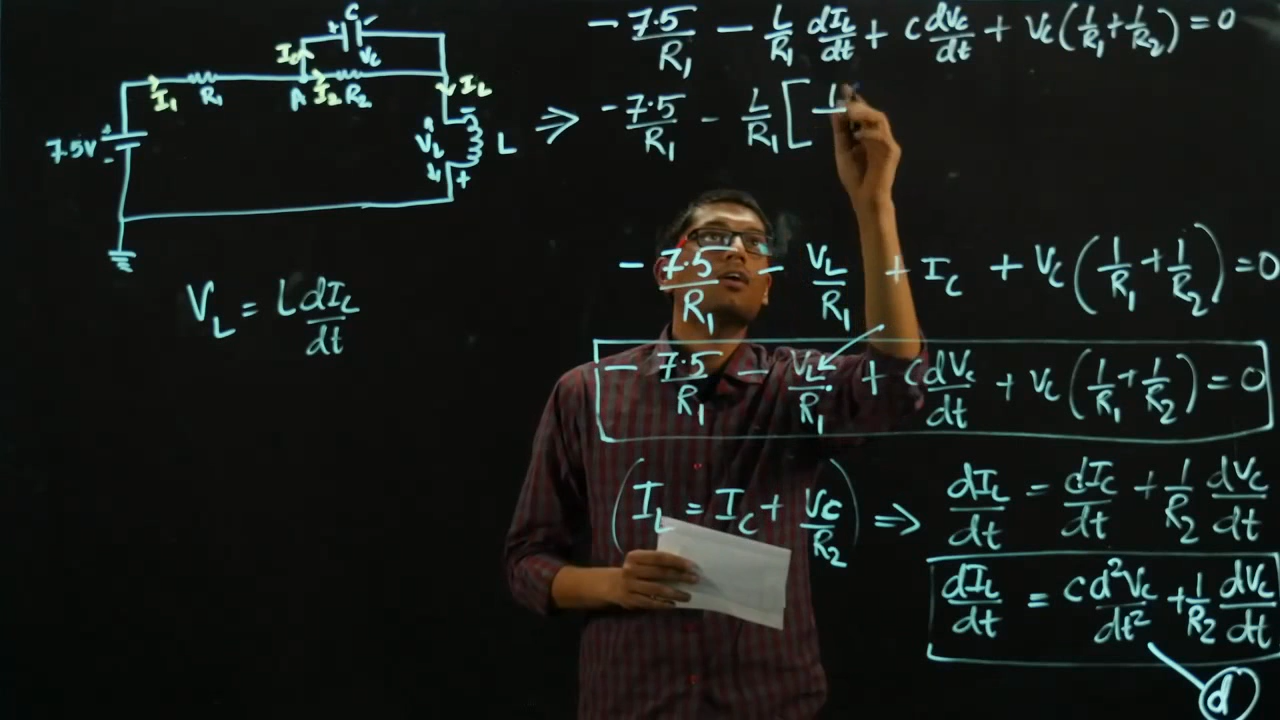 C
+ -
Vc
Ic
I1 R1 A I2 R2
IL
7.5V
+
-
VL
-
+
L
VL = L dIL/dt
- 7.5/R1 - L/R1 dIL/dt + C dVc/dt + Vc(1/R1 + 1/R2) = 0
⇒ - 7.5/R1 - L/R1 [ 1
- 7.5/R1 - VL/R1 + Ic + Vc(1/R1 + 1/R2) = 0
- 7.5/R1 - VL/R1 + C dVc/dt + Vc(1/R1 + 1/R2) = 0
(IL = Ic + Vc/R2) ⇒ dIL/dt = dIc/dt + 1/R2 dVc/dt
dIL/dt = C d²Vc/dt² + 1/R2 dVc/dt
d